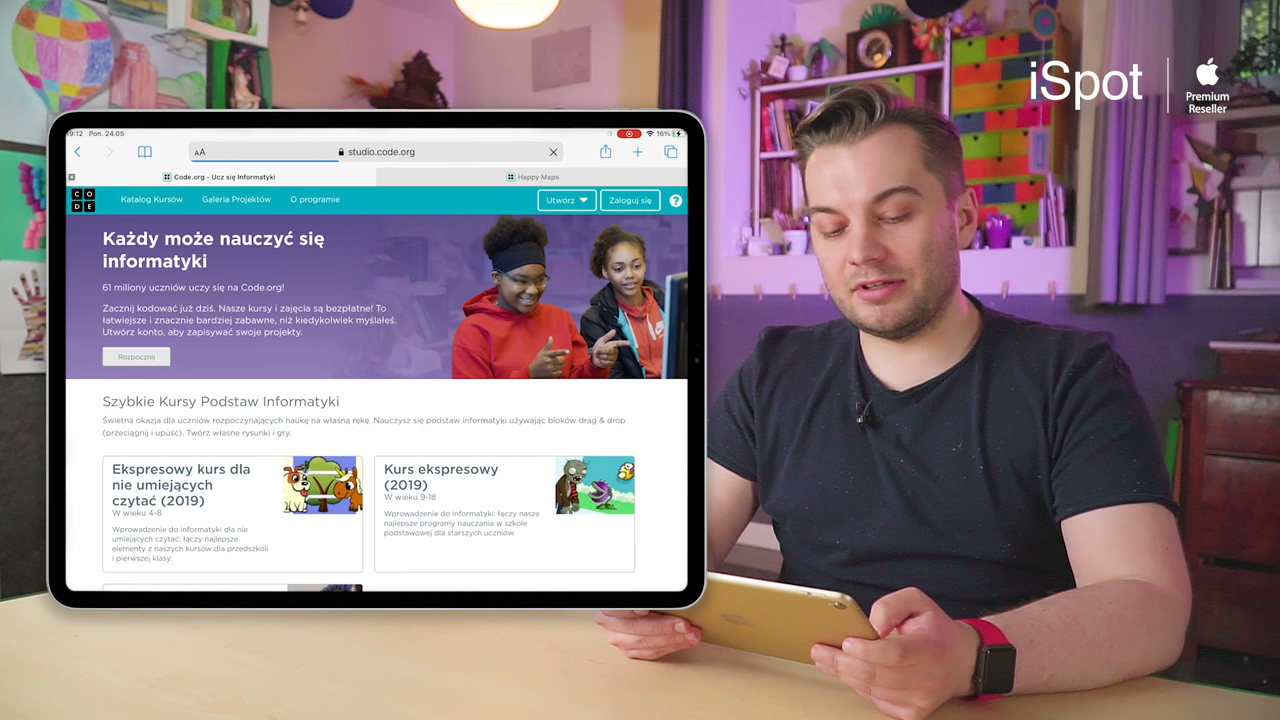 iSpot
Premium
Reseller
9:12 Pon. 24.05
16%
AA
studio.code.org
Code.org - Ucz się Informatyki
Happy Maps
CODE
Katalog Kursów
Galeria Projektów
O programie
Utwórz
Zaloguj się
?
Każdy może nauczyć się
informatyki
61 miliony uczniów uczy się na Code.org!
Zacznij kodować już dziś. Nasze kursy i zajęcia są bezpłatne! To
łatwiejsze i znacznie bardziej zabawne, niż kiedykolwiek myślałeś.
Utwórz konto, aby zapisywać swoje projekty.
Rozpocznij
Szybkie Kursy Podstaw Informatyki
Świetna okazja dla uczniów rozpoczynających naukę na własną rękę. Nauczysz się podstaw informatyki używając bloków drag & drop
(przeciągnij i upuść). Twórz własne rysunki i gry.
Ekspresowy kurs dla
nie umiejących
czytać (2019)
W wieku 4-8
Wprowadzenie do informatyki dla nie
umiejących czytać: łączy najlepsze
elementy z naszych kursów dla przedszkoli
i pierwszej klasy.
Kurs ekspresowy
(2019)
W wieku 9-18
Wprowadzenie do informatyki: łączy nasze
najlepsze programy nauczania w szkole
podstawowej dla starszych uczniów.